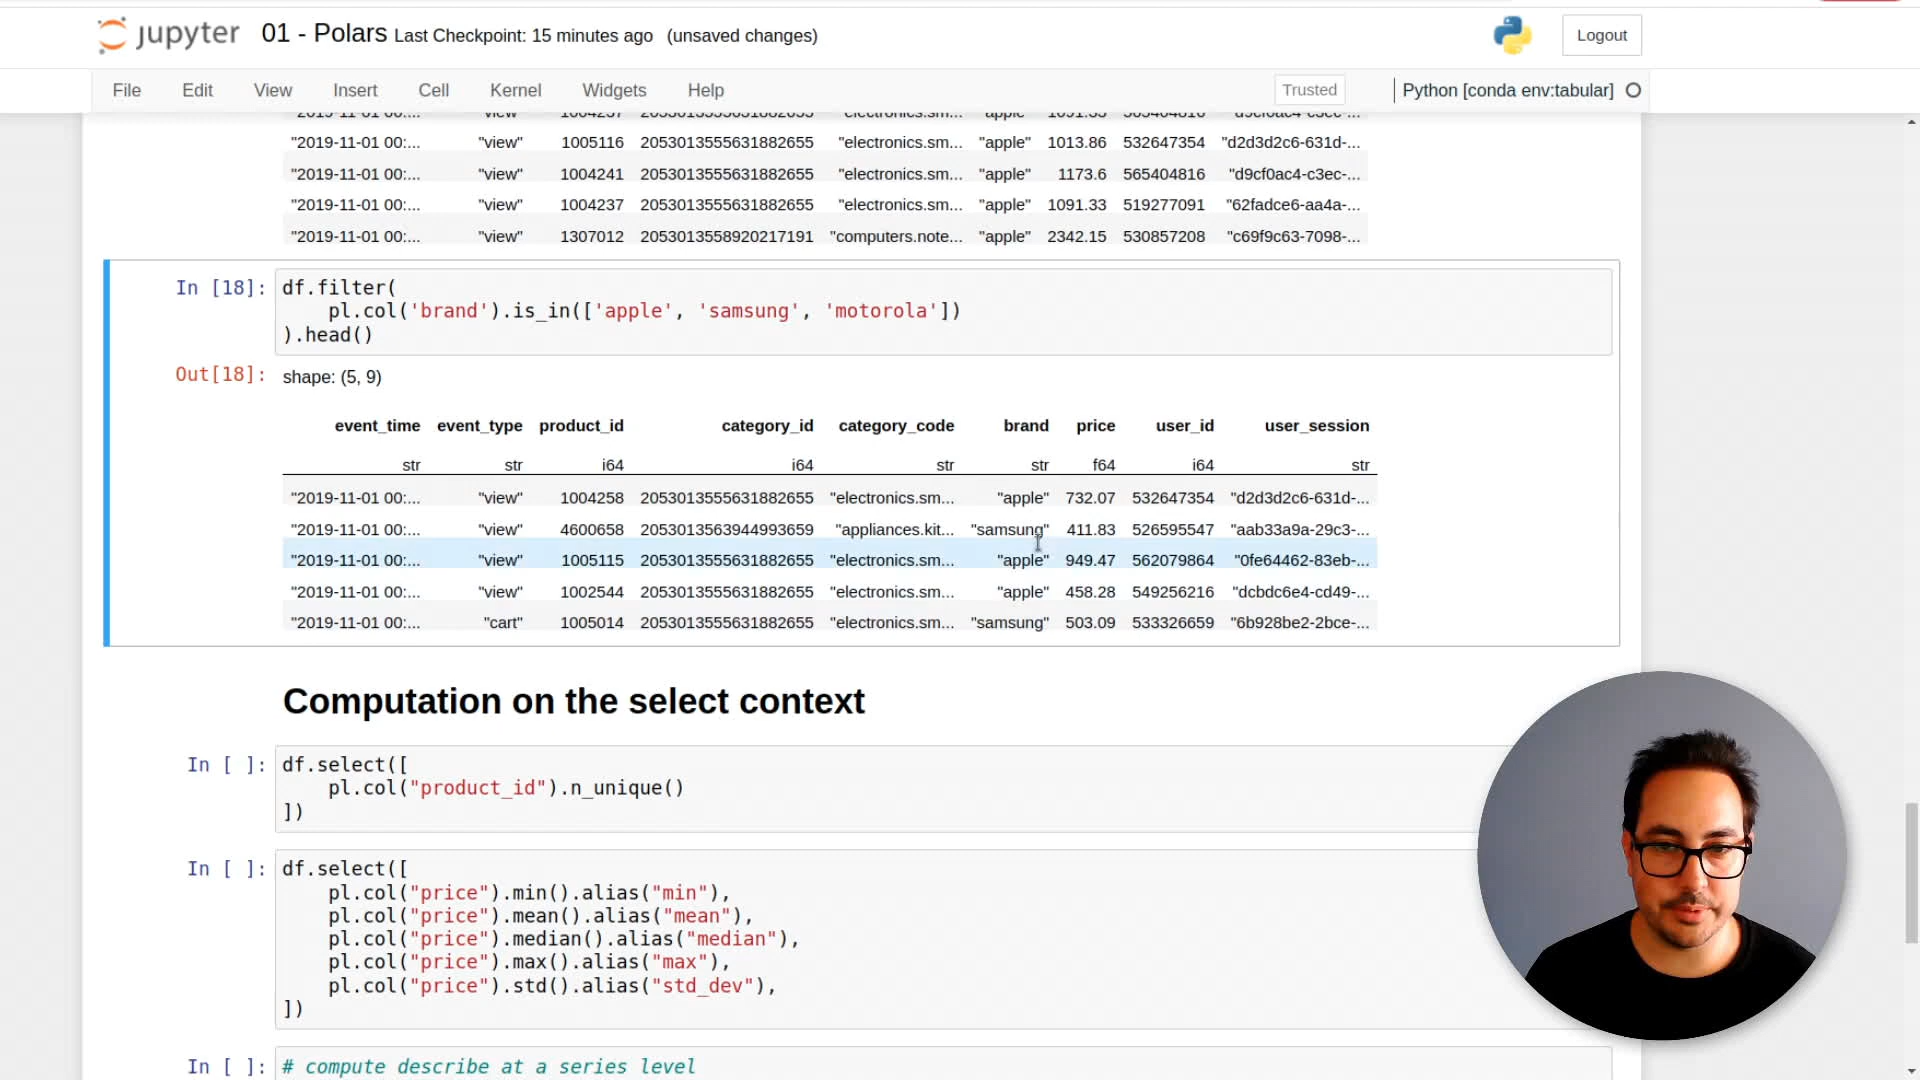 jupyter 01 - Polars Last Checkpoint: 15 minutes ago (unsaved changes) Logout
File Edit View Insert Cell Kernel Widgets Help Trusted Python [conda env:tabular]
"2019-11-01 00:... "view" 1005116 2053013555631882655 "electronics.sm... "apple" 1013.86 532647354 "d2d3d2c6-631d-...
"2019-11-01 00:... "view" 1004241 2053013555631882655 "electronics.sm... "apple" 1173.6 565404816 "d9cf0ac4-c3ec-...
"2019-11-01 00:... "view" 1004237 2053013555631882655 "electronics.sm... "apple" 1091.33 519277091 "62fadce6-aa4a-...
"2019-11-01 00:... "view" 1307012 2053013558920217191 "computers.note... "apple" 2342.15 530857208 "c69f9c63-7098-...
In [18]: df.filter(
pl.col('brand').is_in(['apple', 'samsung', 'motorola'])
).head()
Out[18]: shape: (5, 9)
event_time event_type product_id category_id category_code brand price user_id user_session
str str i64 i64 str str f64 i64 str
"2019-11-01 00:... "view" 1004258 2053013555631882655 "electronics.sm... "apple" 732.07 532647354 "d2d3d2c6-631d-...
"2019-11-01 00:... "view" 4600658 2053013563944993659 "appliances.kit... "samsung" 411.83 526595547 "aab33a9a-29c3-...
"2019-11-01 00:... "view" 1005115 2053013555631882655 "electronics.sm... "apple" 949.47 562079864 "0fe64462-83eb-...
"2019-11-01 00:... "view" 1002544 2053013555631882655 "electronics.sm... "apple" 458.28 549256216 "dcbdc6e4-cd49-...
"2019-11-01 00:... "cart" 1005014 2053013555631882655 "electronics.sm... "samsung" 503.09 533326659 "6b928be2-2bce-...
Computation on the select context
In [ ]: df.select([
pl.col("product_id").n_unique()
])
In [ ]: df.select([
pl.col("price").min().alias("min"),
pl.col("price").mean().alias("mean"),
pl.col("price").median().alias("median"),
pl.col("price").max().alias("max"),
pl.col("price").std().alias("std_dev"),
])
In [ ]: # compute describe at a series level